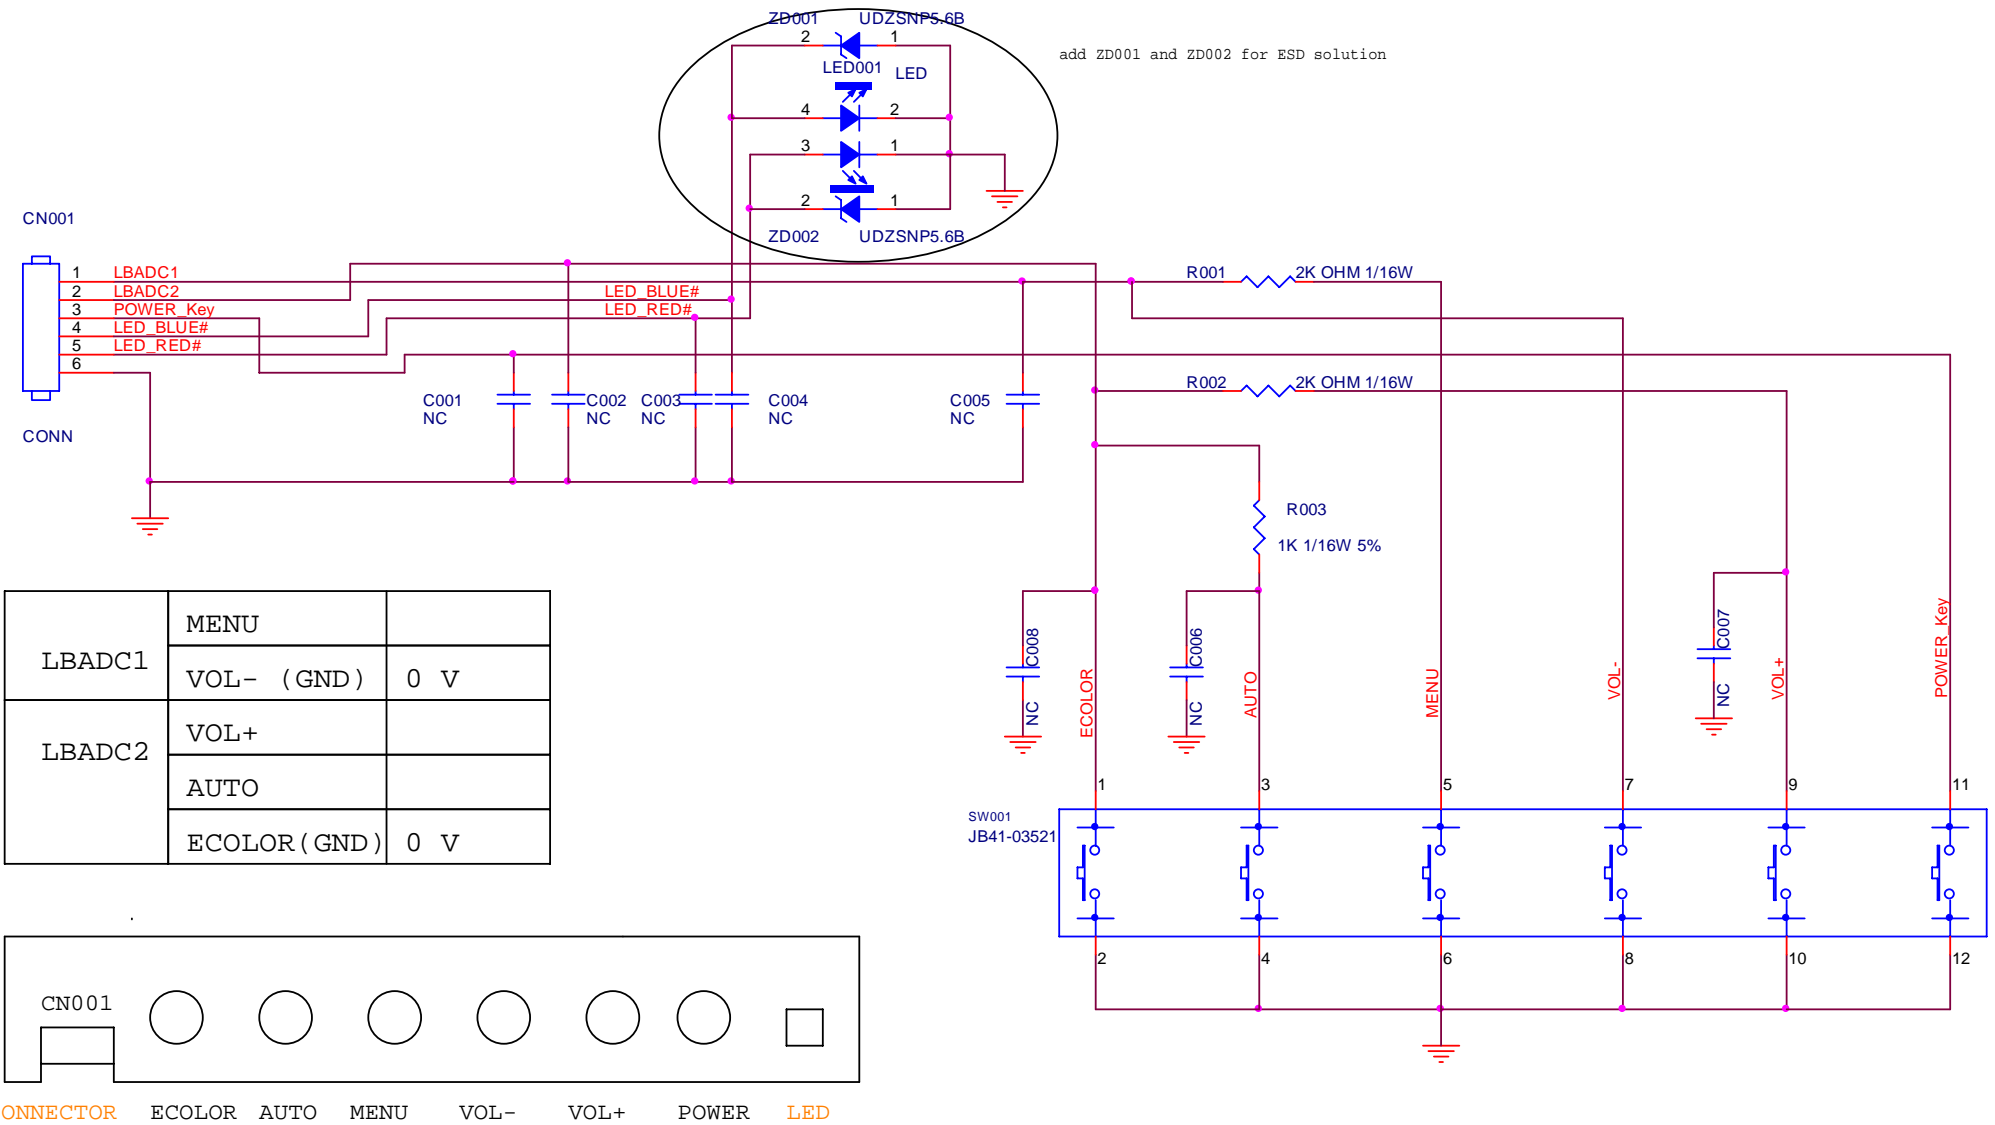 ZD001 UDZSNP5.6B
2 1
add ZD001 and ZD002 for ESD solution
LED001 LED
4 2
3 1
2 1
ZD002 UDZSNP5.6B
CN001
1 LBADC1
2 LBADC2
3 POWER_Key
4 LED_BLUE#
5 LED_RED#
6
CONN
LED_BLUE#
LED_RED#
R001 2K OHM 1/16W
R002 2K OHM 1/16W
C001
NC
C002
NC
C003
NC
C004
NC
C005
NC
R003
1K 1/16W 5%
C008
NC
ECOLOR
C006
NC
AUTO
MENU
VOL-
C007
NC
VOL+
POWER_Key
1 3 5 7 9 11
SW001
JB41-03521
2 4 6 8 10 12
LBADC1
MENU
VOL- (GND) 0 V
LBADC2
VOL+
AUTO
ECOLOR(GND) 0 V
CN001
ONNECTOR ECOLOR AUTO MENU VOL- VOL+ POWER LED